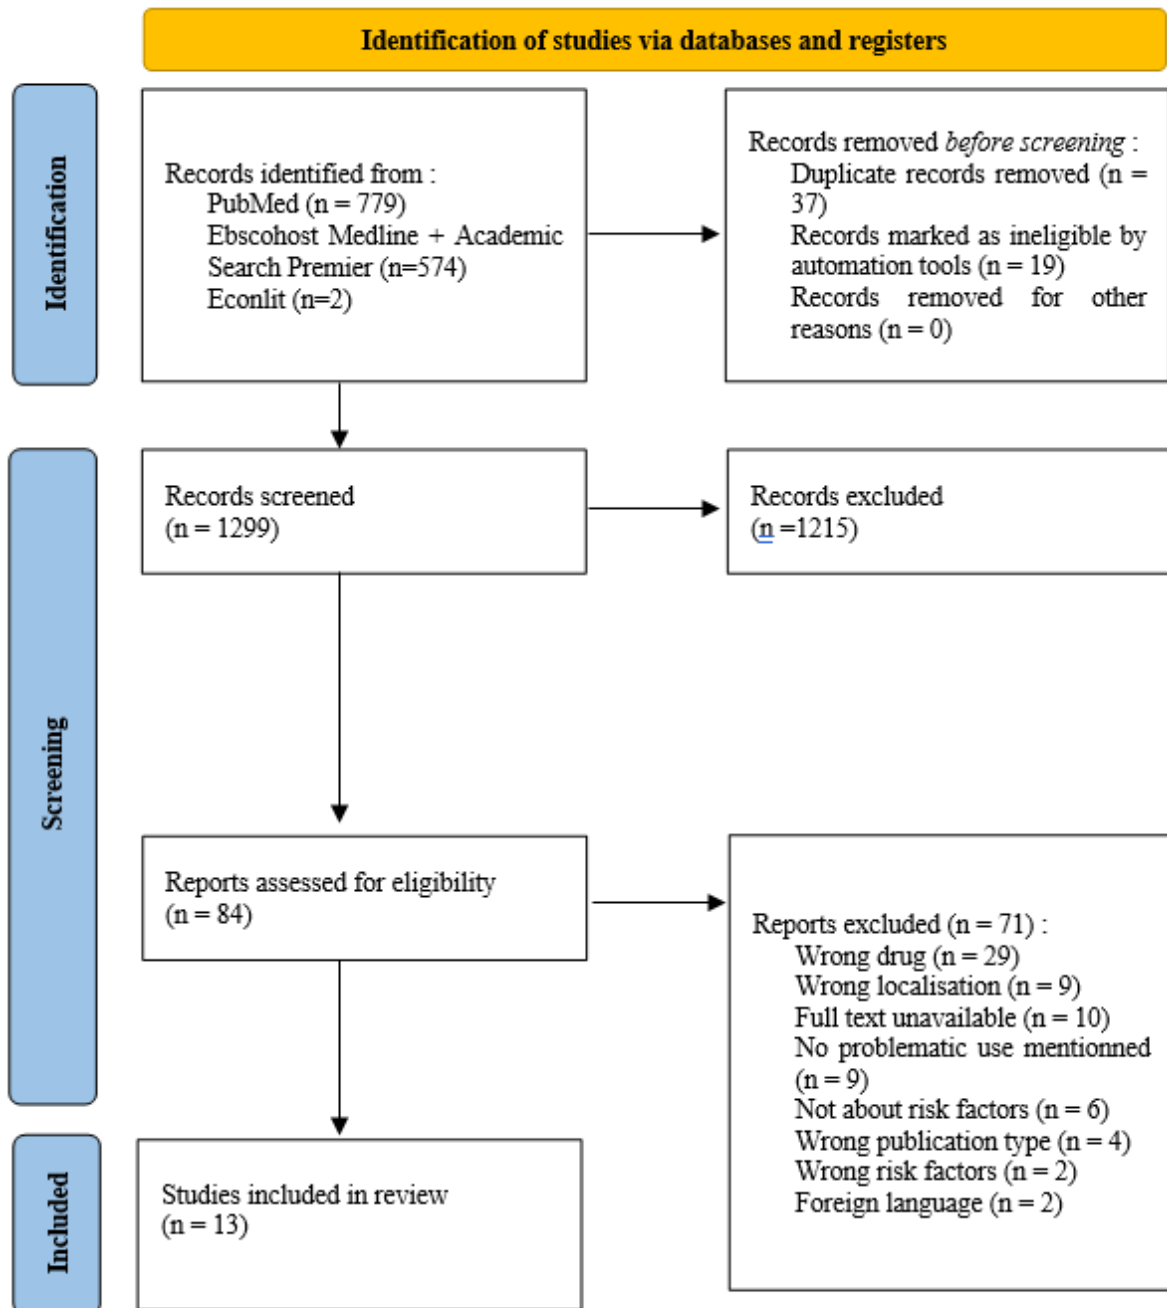 Identification of studies via databases and registers
Identification
Records identified from :
PubMed (n = 779)
Ebscohost Medline + Academic
Search Premier (n=574)
Econlit (n=2)
Records removed before screening :
Duplicate records removed (n =
37)
Records marked as ineligible by
automation tools (n = 19)
Records removed for other
reasons (n = 0)
Screening
Records screened
(n = 1299)
Records excluded
(n =1215)
Reports assessed for eligibility
(n = 84)
Reports excluded (n = 71) :
Wrong drug (n = 29)
Wrong localisation (n = 9)
Full text unavailable (n = 10)
No problematic use mentionned
(n = 9)
Not about risk factors (n = 6)
Wrong publication type (n = 4)
Wrong risk factors (n = 2)
Foreign language (n = 2)
Included
Studies included in review
(n = 13)